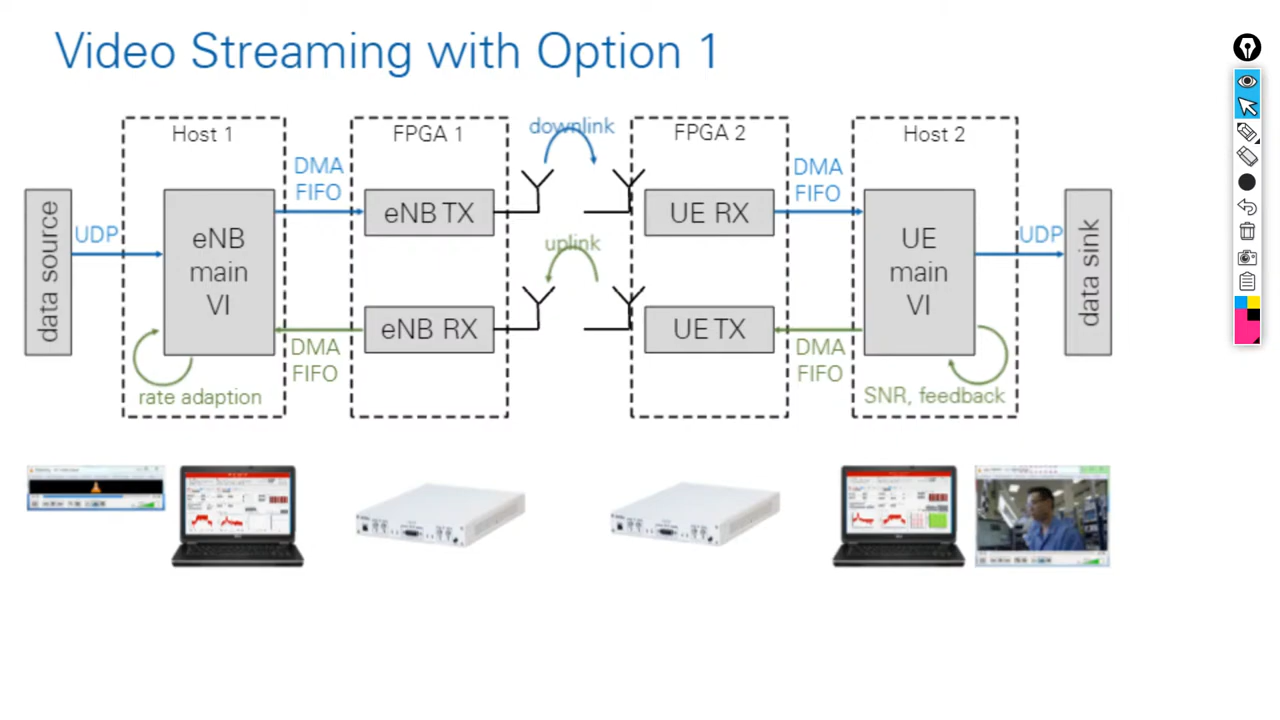 Video Streaming with Option 1
Host 1
FPGA 1
downlink
FPGA 2
Host 2
DMA
FIFO
DMA
FIFO
data source
UDP
eNB
main
VI
eNB TX
UE RX
UE
main
VI
UDP
data sink
uplink
eNB RX
UE TX
DMA
FIFO
DMA
FIFO
rate adaption
SNR, feedback